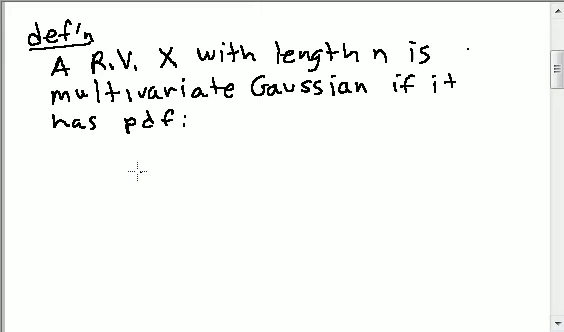 def'n
A R.V. X with length n is
multivariate Gaussian if it
has pdf: